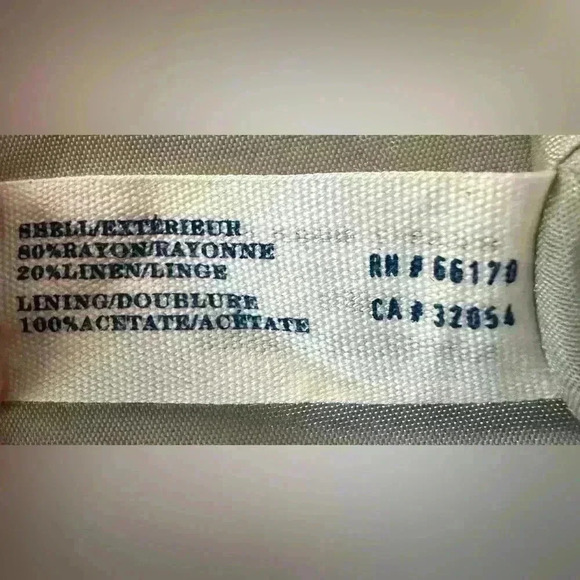 SHELL/EXTÉRIEUR
80%RAYON/RAYONNE
20%LINEN/LINGE
LINING/DOUBLURE
100%ACETATE/ACÉTATE
RN # 66170
CA # 32054